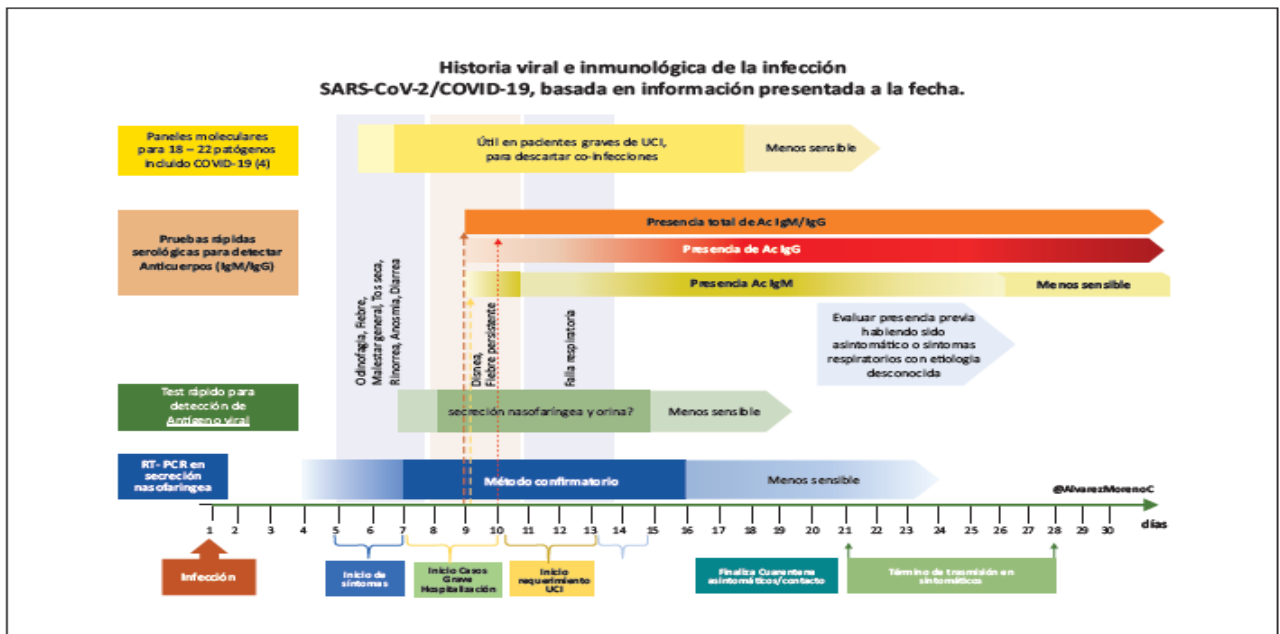 Historia viral e inmunológica de la infección
SARS-CoV-2/COVID-19, basada en información presentada a la fecha.
Paneles moleculares
para 18 – 22 patógenos
incluido COVID-19 (4)
Útil en pacientes graves de UCI,
para descartar co-infecciones
Menos sensible
Pruebas rápidas
serológicas para detectar
Anticuerpos (IgM/IgG)
Presencia total de Ac IgM/IgG
Presencia de Ac IgG
Presencia Ac IgM
Menos sensible
Odinofagia, Fiebre,
Malestar general, Tos seca,
Rinorrea, Anosmia, Diarrea
Disnea,
Fiebre persistente
Falla respiratoria
Evaluar presencia previa
habiendo sido
asintomático o sintomas
respiratorios con etiologia
desconocida
Test rápido para
detección de
Antígeno viral
secreción nasofaríngea y orina?
Menos sensible
RT- PCR en
secreción
nasofaríngea
Método confirmatorio
Menos sensible
@AlvarezMorenoC
1 2 3 4 5 6 7 8 9 10 11 12 13 14 15 16 17 18 19 20 21 22 23 24 25 26 27 28 29 30
días
Infección
Inicio de
síntomas
Inicio Casos
Grave
Hospitalización
Inicio
requerimiento
UCI
Finaliza Cuarentene
asintomáticos/contacto
Término de trasmisión en
sintomáticos